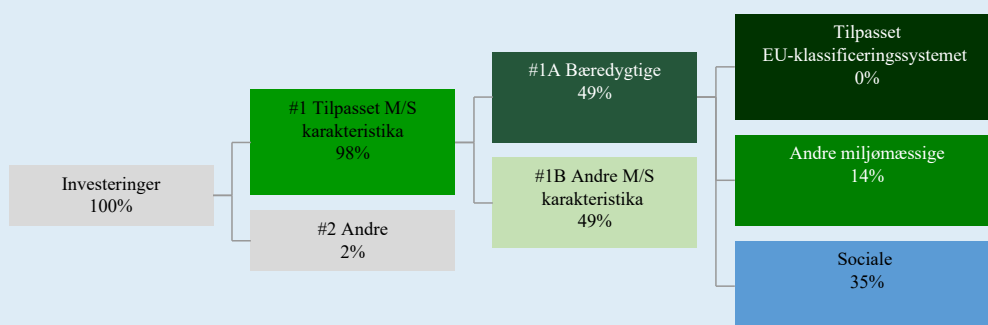 Investeringer
100%
#1 Tilpasset M/S
karakteristika
98%
#2 Andre
2%
#1A Bæredygtige
49%
#1B Andre M/S
karakteristika
49%
Tilpasset
EU-klassificeringssystemet
0%
Andre miljømæssige
14%
Sociale
35%